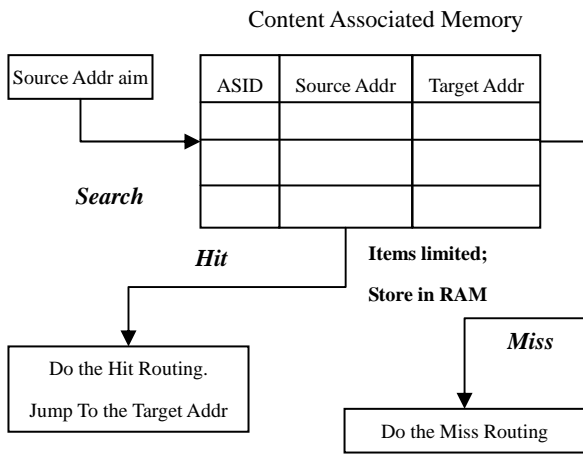 Content Associated Memory
Source Addr aim
ASID Source Addr Target Addr
Search
Hit
Items limited;
Store in RAM
Miss
Do the Hit Routing.
Jump To the Target Addr
Do the Miss Routing